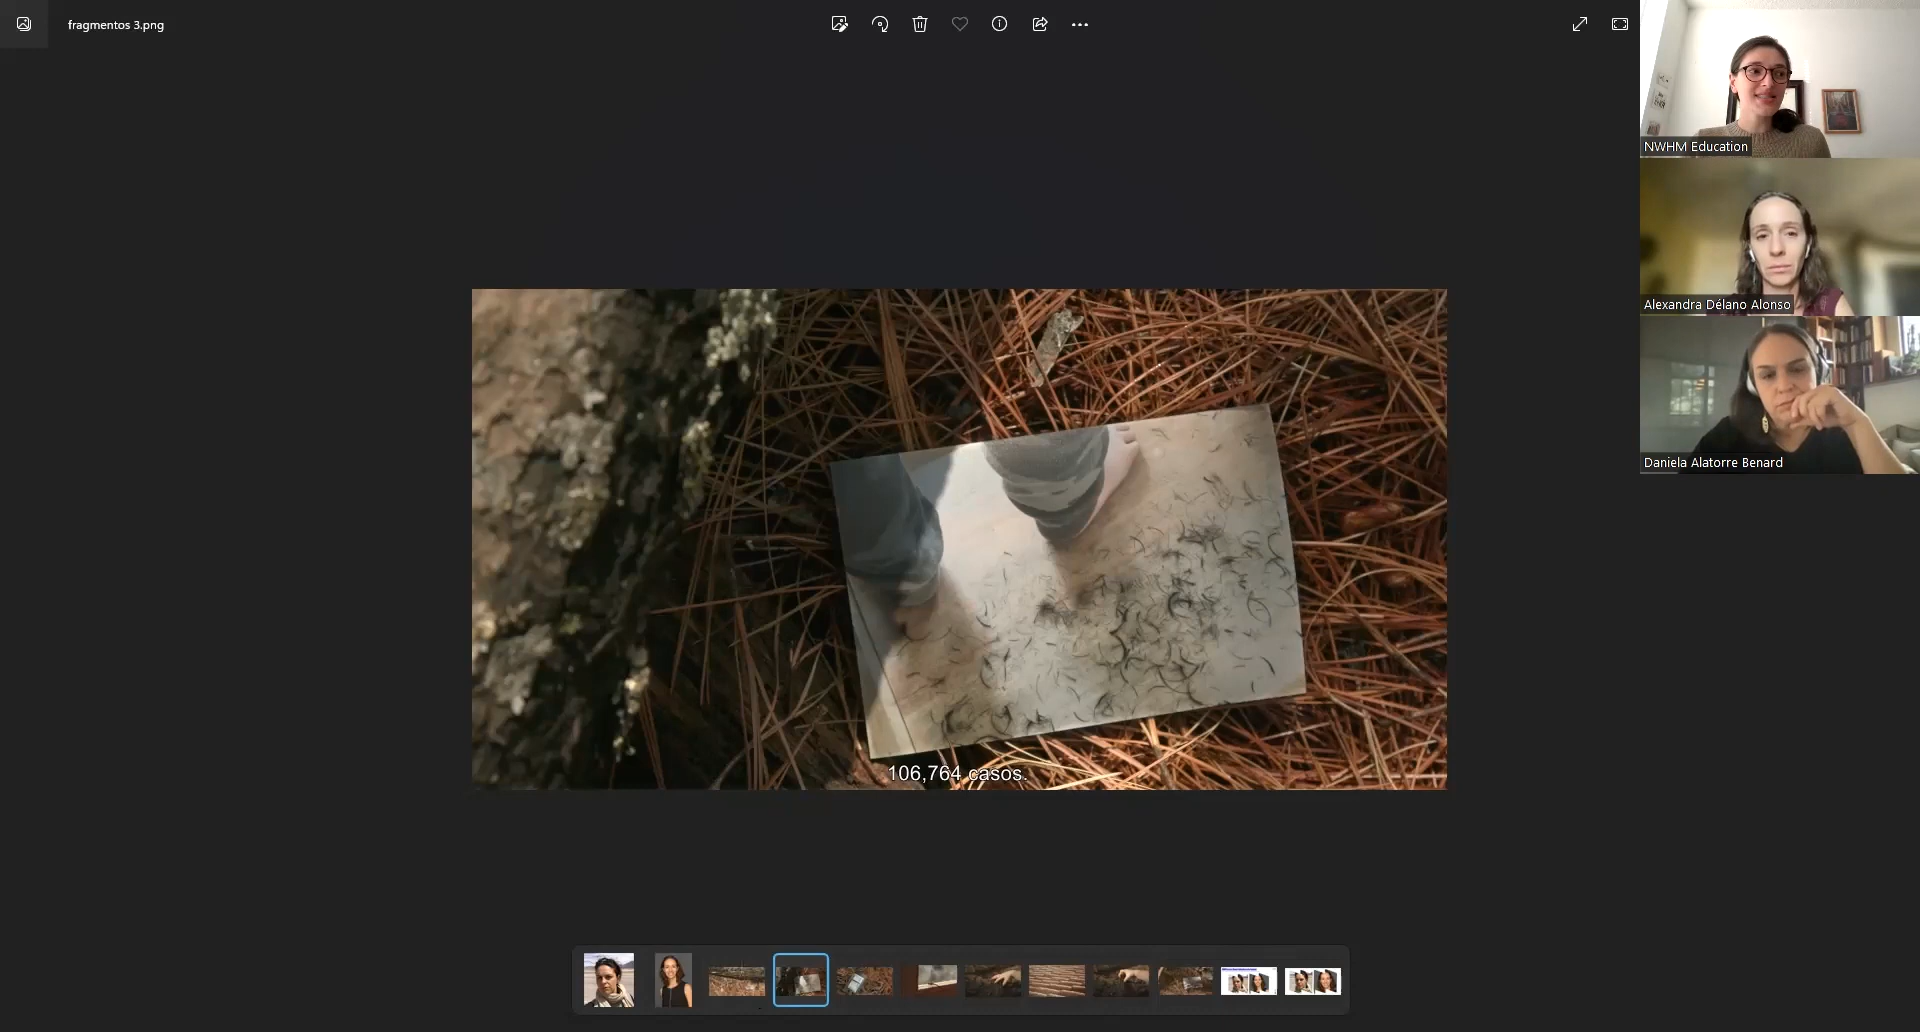 fragmentos 3.png
NWHM Education
Alexandra Délano Alonso
Daniela Alatorre Benard
106,764 casos.